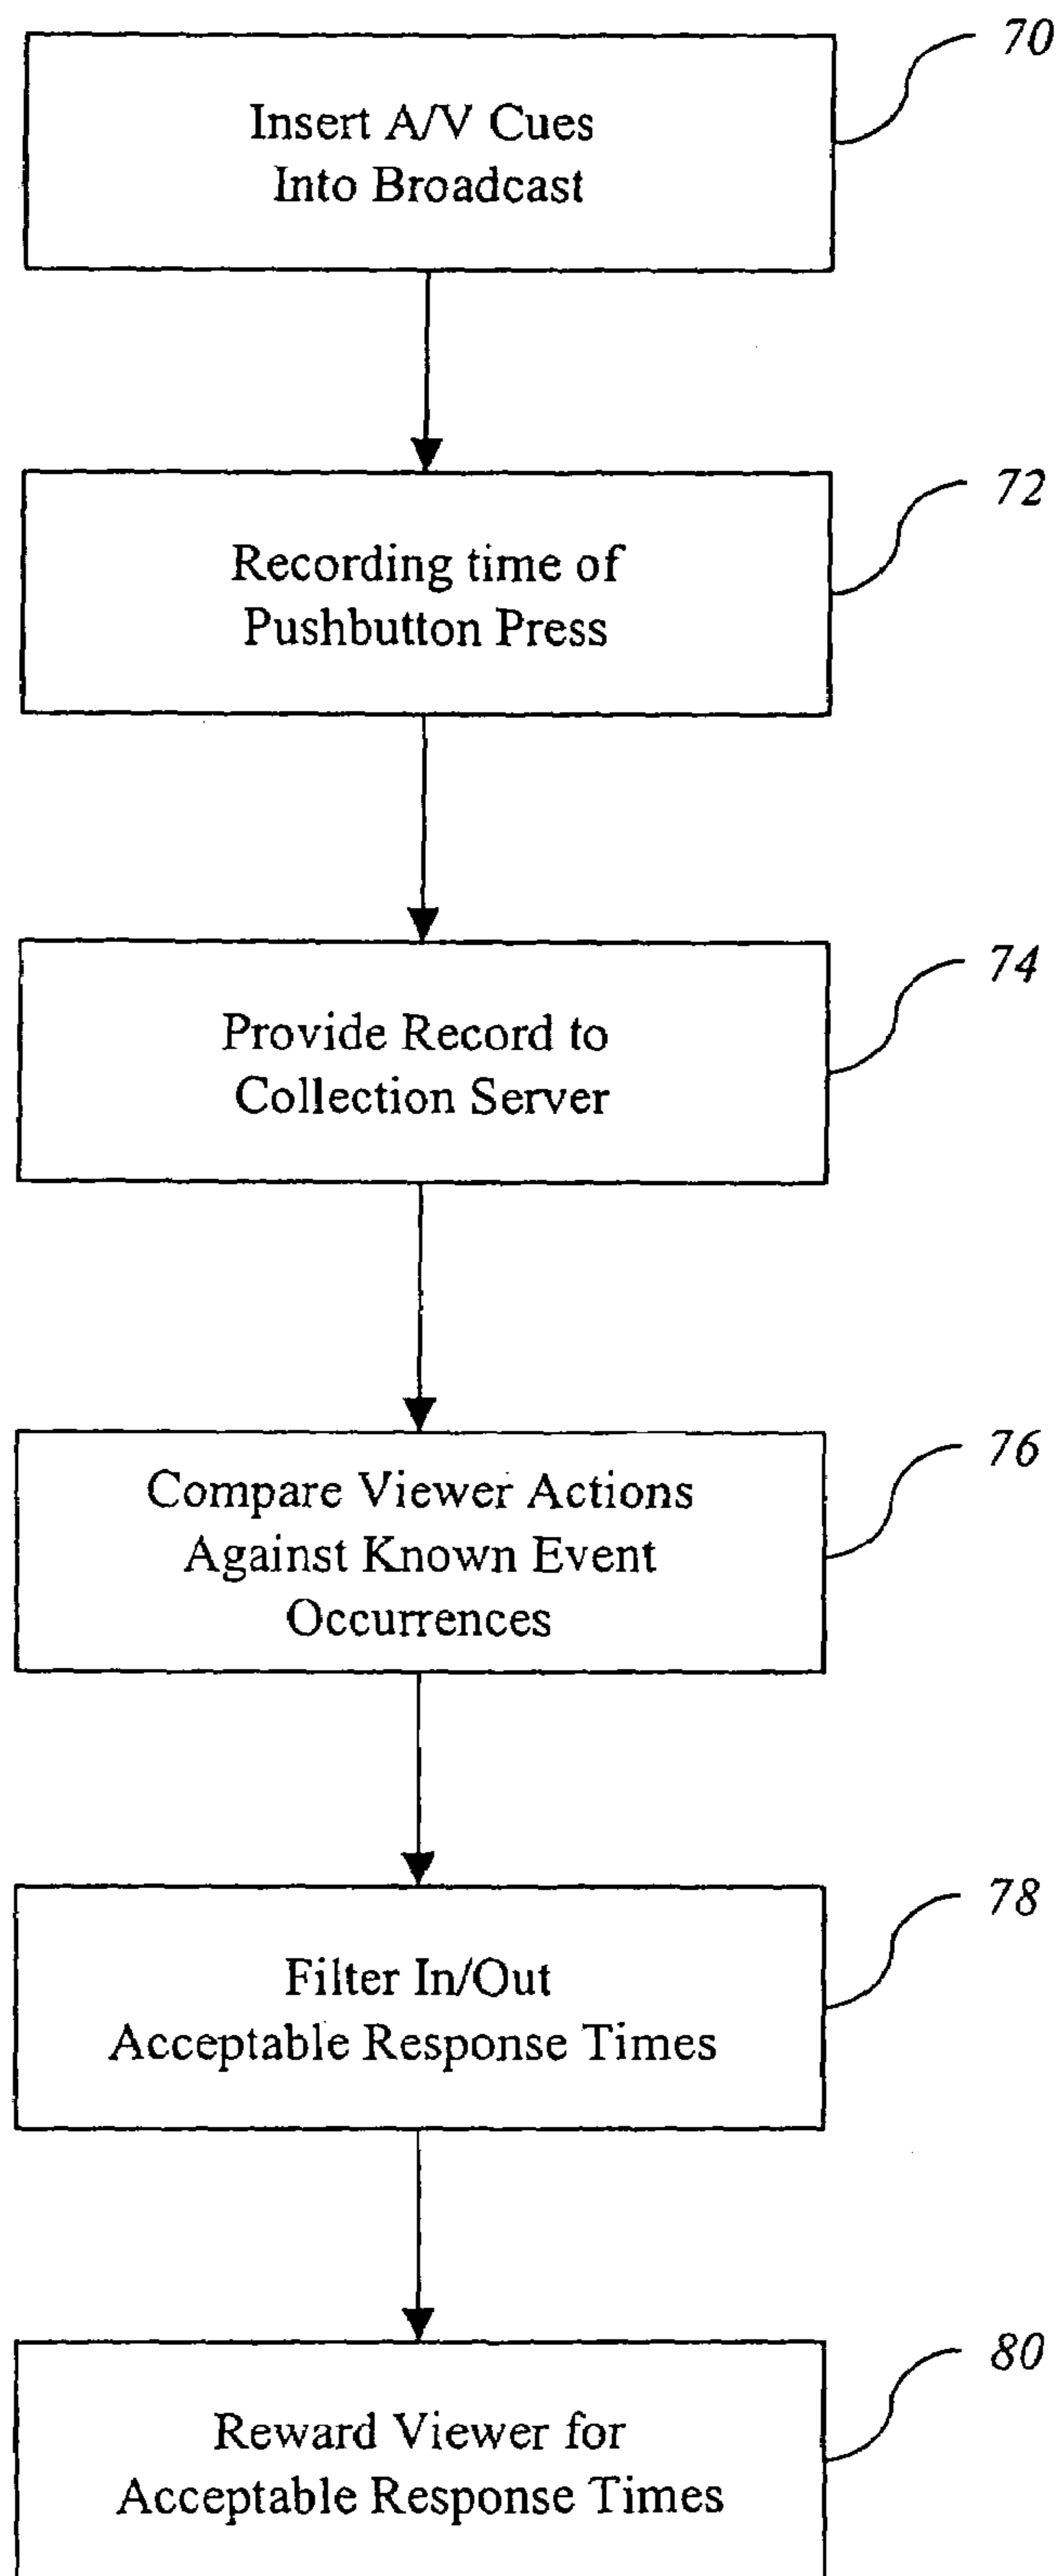 70
Insert A/V Cues
Into Broadcast
72
Recording time of
Pushbutton Press
74
Provide Record to
Collection Server
76
Compare Viewer Actions
Against Known Event
Occurrences
78
Filter In/Out
Acceptable Response Times
80
Reward Viewer for
Acceptable Response Times